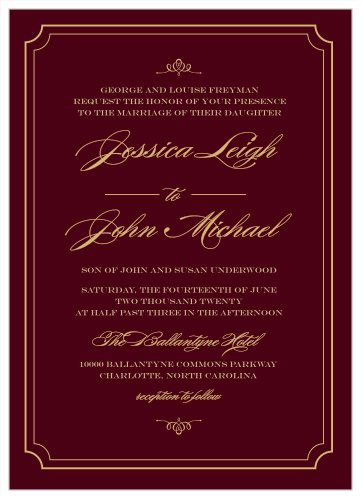 GEORGE AND LOUISE FREYMAN
REQUEST THE HONOR OF YOUR PRESENCE
TO THE MARRIAGE OF THEIR DAUGHTER
Jessica Leigh
to
John Michael
SON OF JOHN AND SUSAN UNDERWOOD
SATURDAY, THE FOURTEENTH OF JUNE
TWO THOUSAND TWENTY
AT HALF PAST THREE IN THE AFTERNOON
The Ballantyne Hotel
10000 BALLANTYNE COMMONS PARKWAY
CHARLOTTE, NORTH CAROLINA
reception to follow